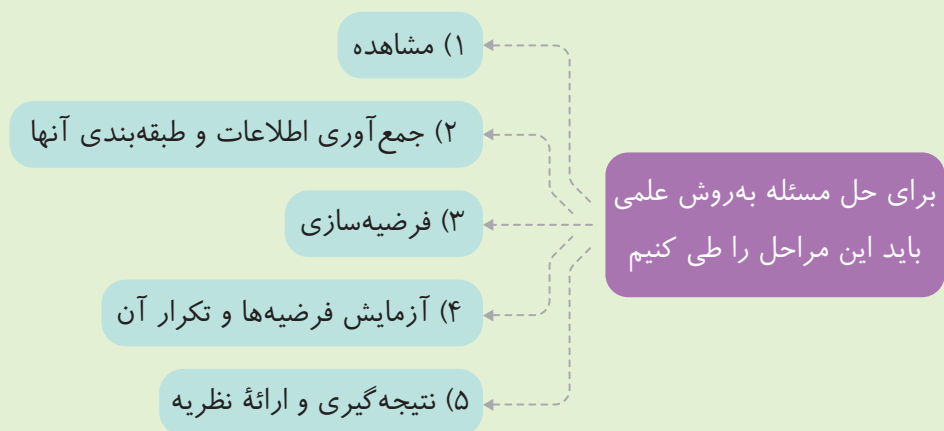 برای حل مسئله به‌روش علمی
باید این مراحل را طی کنیم
۱) مشاهده
۲) جمع‌آوری اطلاعات و طبقه‌بندی آنها
۳) فرضیه‌سازی
۴) آزمایش فرضیه‌ها و تکرار آن
۵) نتیجه‌گیری و ارائهٔ نظریه